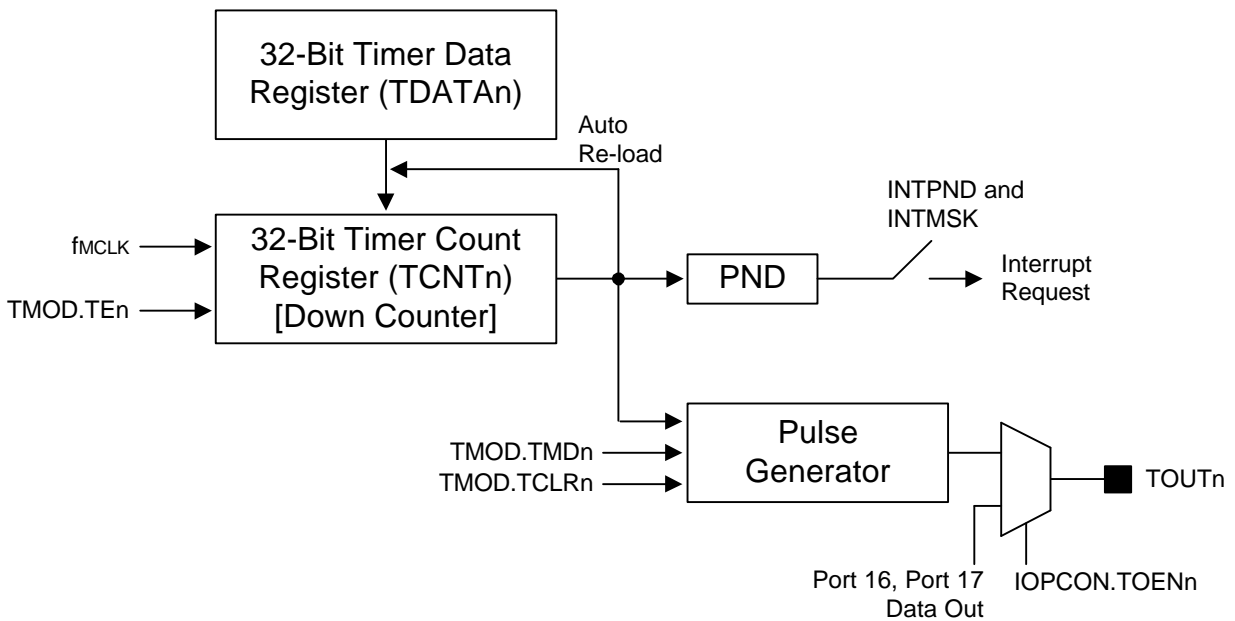 32-Bit Timer Data
Register (TDATAn)
Auto
Re-load
INTPND and
INTMSK
fMCLK
32-Bit Timer Count
Register (TCNTn)
[Down Counter]
TMOD.TEn
PND
Interrupt
Request
Pulse
Generator
TMOD.TMDn
TMOD.TCLRn
TOUTn
Port 16, Port 17
Data Out
IOPCON.TOENn